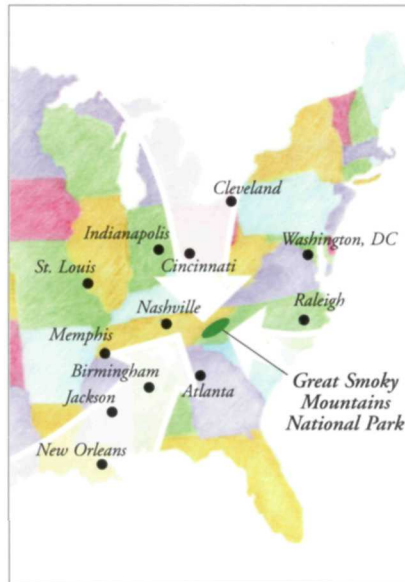 Cleveland
Indianapolis
Washington, DC
Cincinnati
St. Louis
Nashville
Raleigh
Memphis
Birmingham
Jackson
Atlanta
Great Smoky
Mountains
National Park
New Orleans